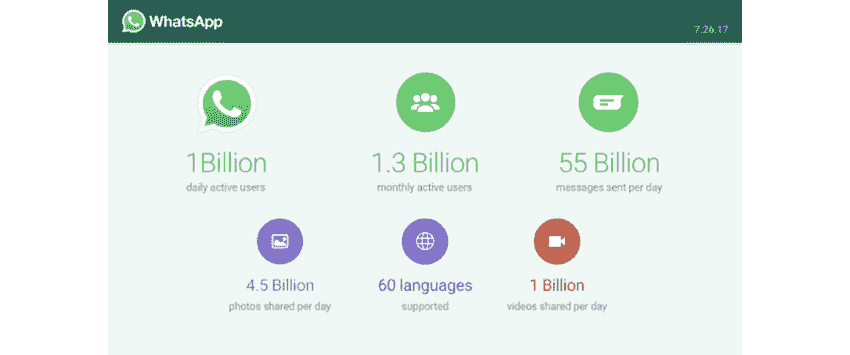 WhatsApp
7.26.17
1Billion
daily active users
1.3 Billion
monthly active users
55 Billion
messages sent per day
4.5 Billion
photos shared per day
60 languages
supported
1 Billion
videos shared per day